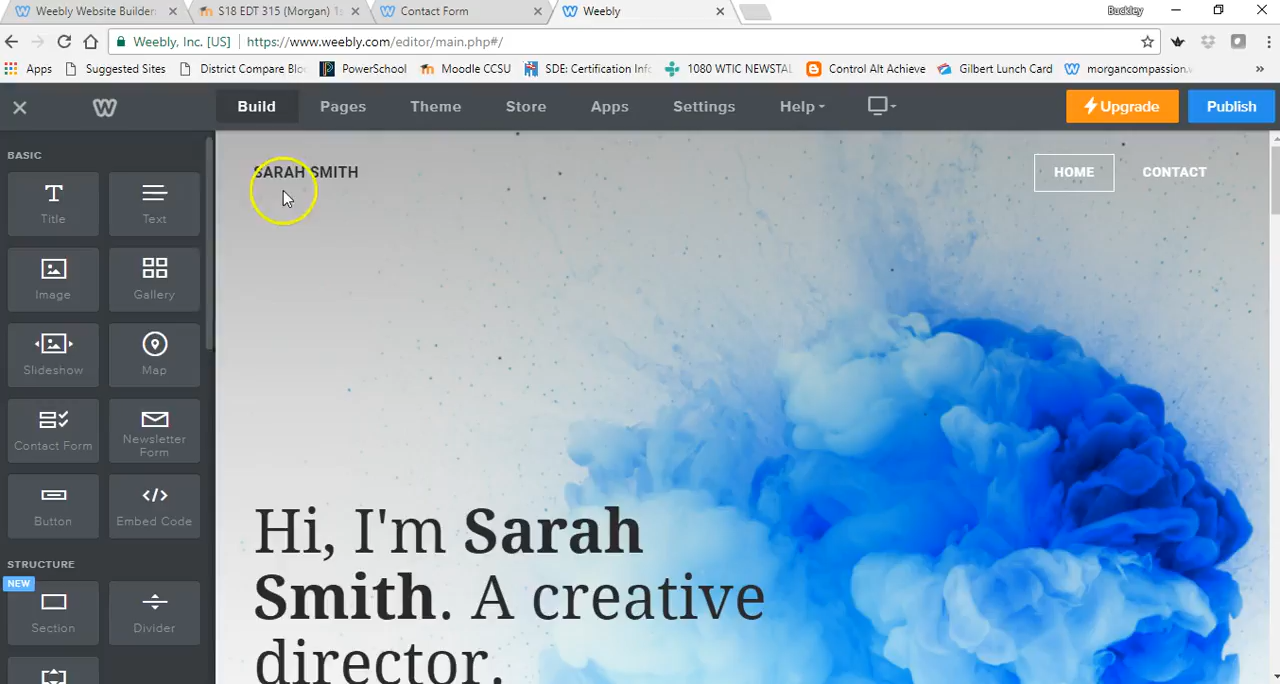 Weebly Website Builder
S18 EDT 315 (Morgan) 1s
Contact Form
Weebly
Buckley
Weebly, Inc. [US]
https://www.weebly.com/editor/main.php#/
Apps
Suggested Sites
District Compare Blo
PowerSchool
Moodle CCSU
SDE: Certification Info
1080 WTIC NEWSTAL
Control Alt Achieve
Gilbert Lunch Card
morgancompassion.w
»
Build
Pages
Theme
Store
Apps
Settings
Help
Upgrade
Publish
BASIC
Title
Text
Image
Gallery
Slideshow
Map
Contact Form
Newsletter
Form
Button
Embed Code
STRUCTURE
NEW
Section
Divider
SARAH SMITH
HOME
CONTACT
Hi, I'm Sarah
Smith. A creative
director.